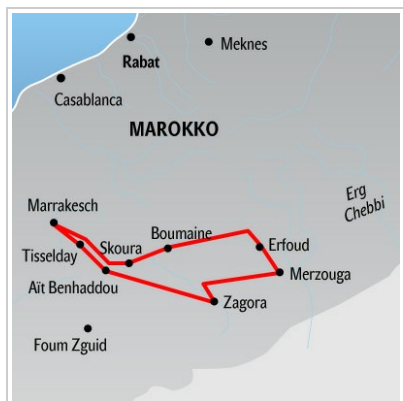 Rabat
Meknes
Casablanca
MAROKKO
Erg
Chebbi
Marrakesch
Boumaine
Skoura
Erfoud
Tisselday
Merzouga
Aït Benhaddou
Zagora
Foum Zguid